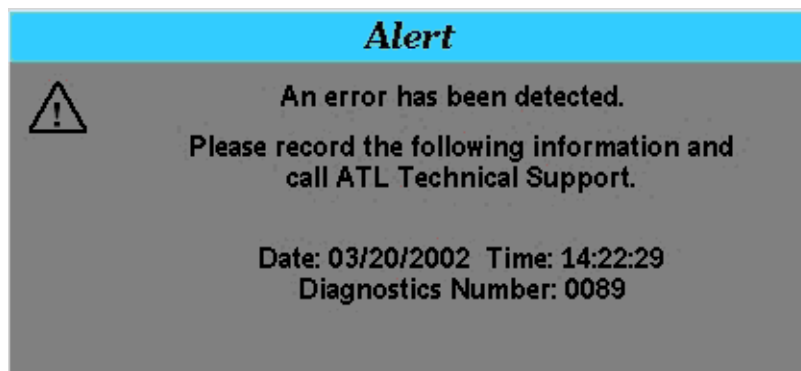 Alert
An error has been detected.
Please record the following information and
call ATL Technical Support.
Date: 03/20/2002 Time: 14:22:29
Diagnostics Number: 0089